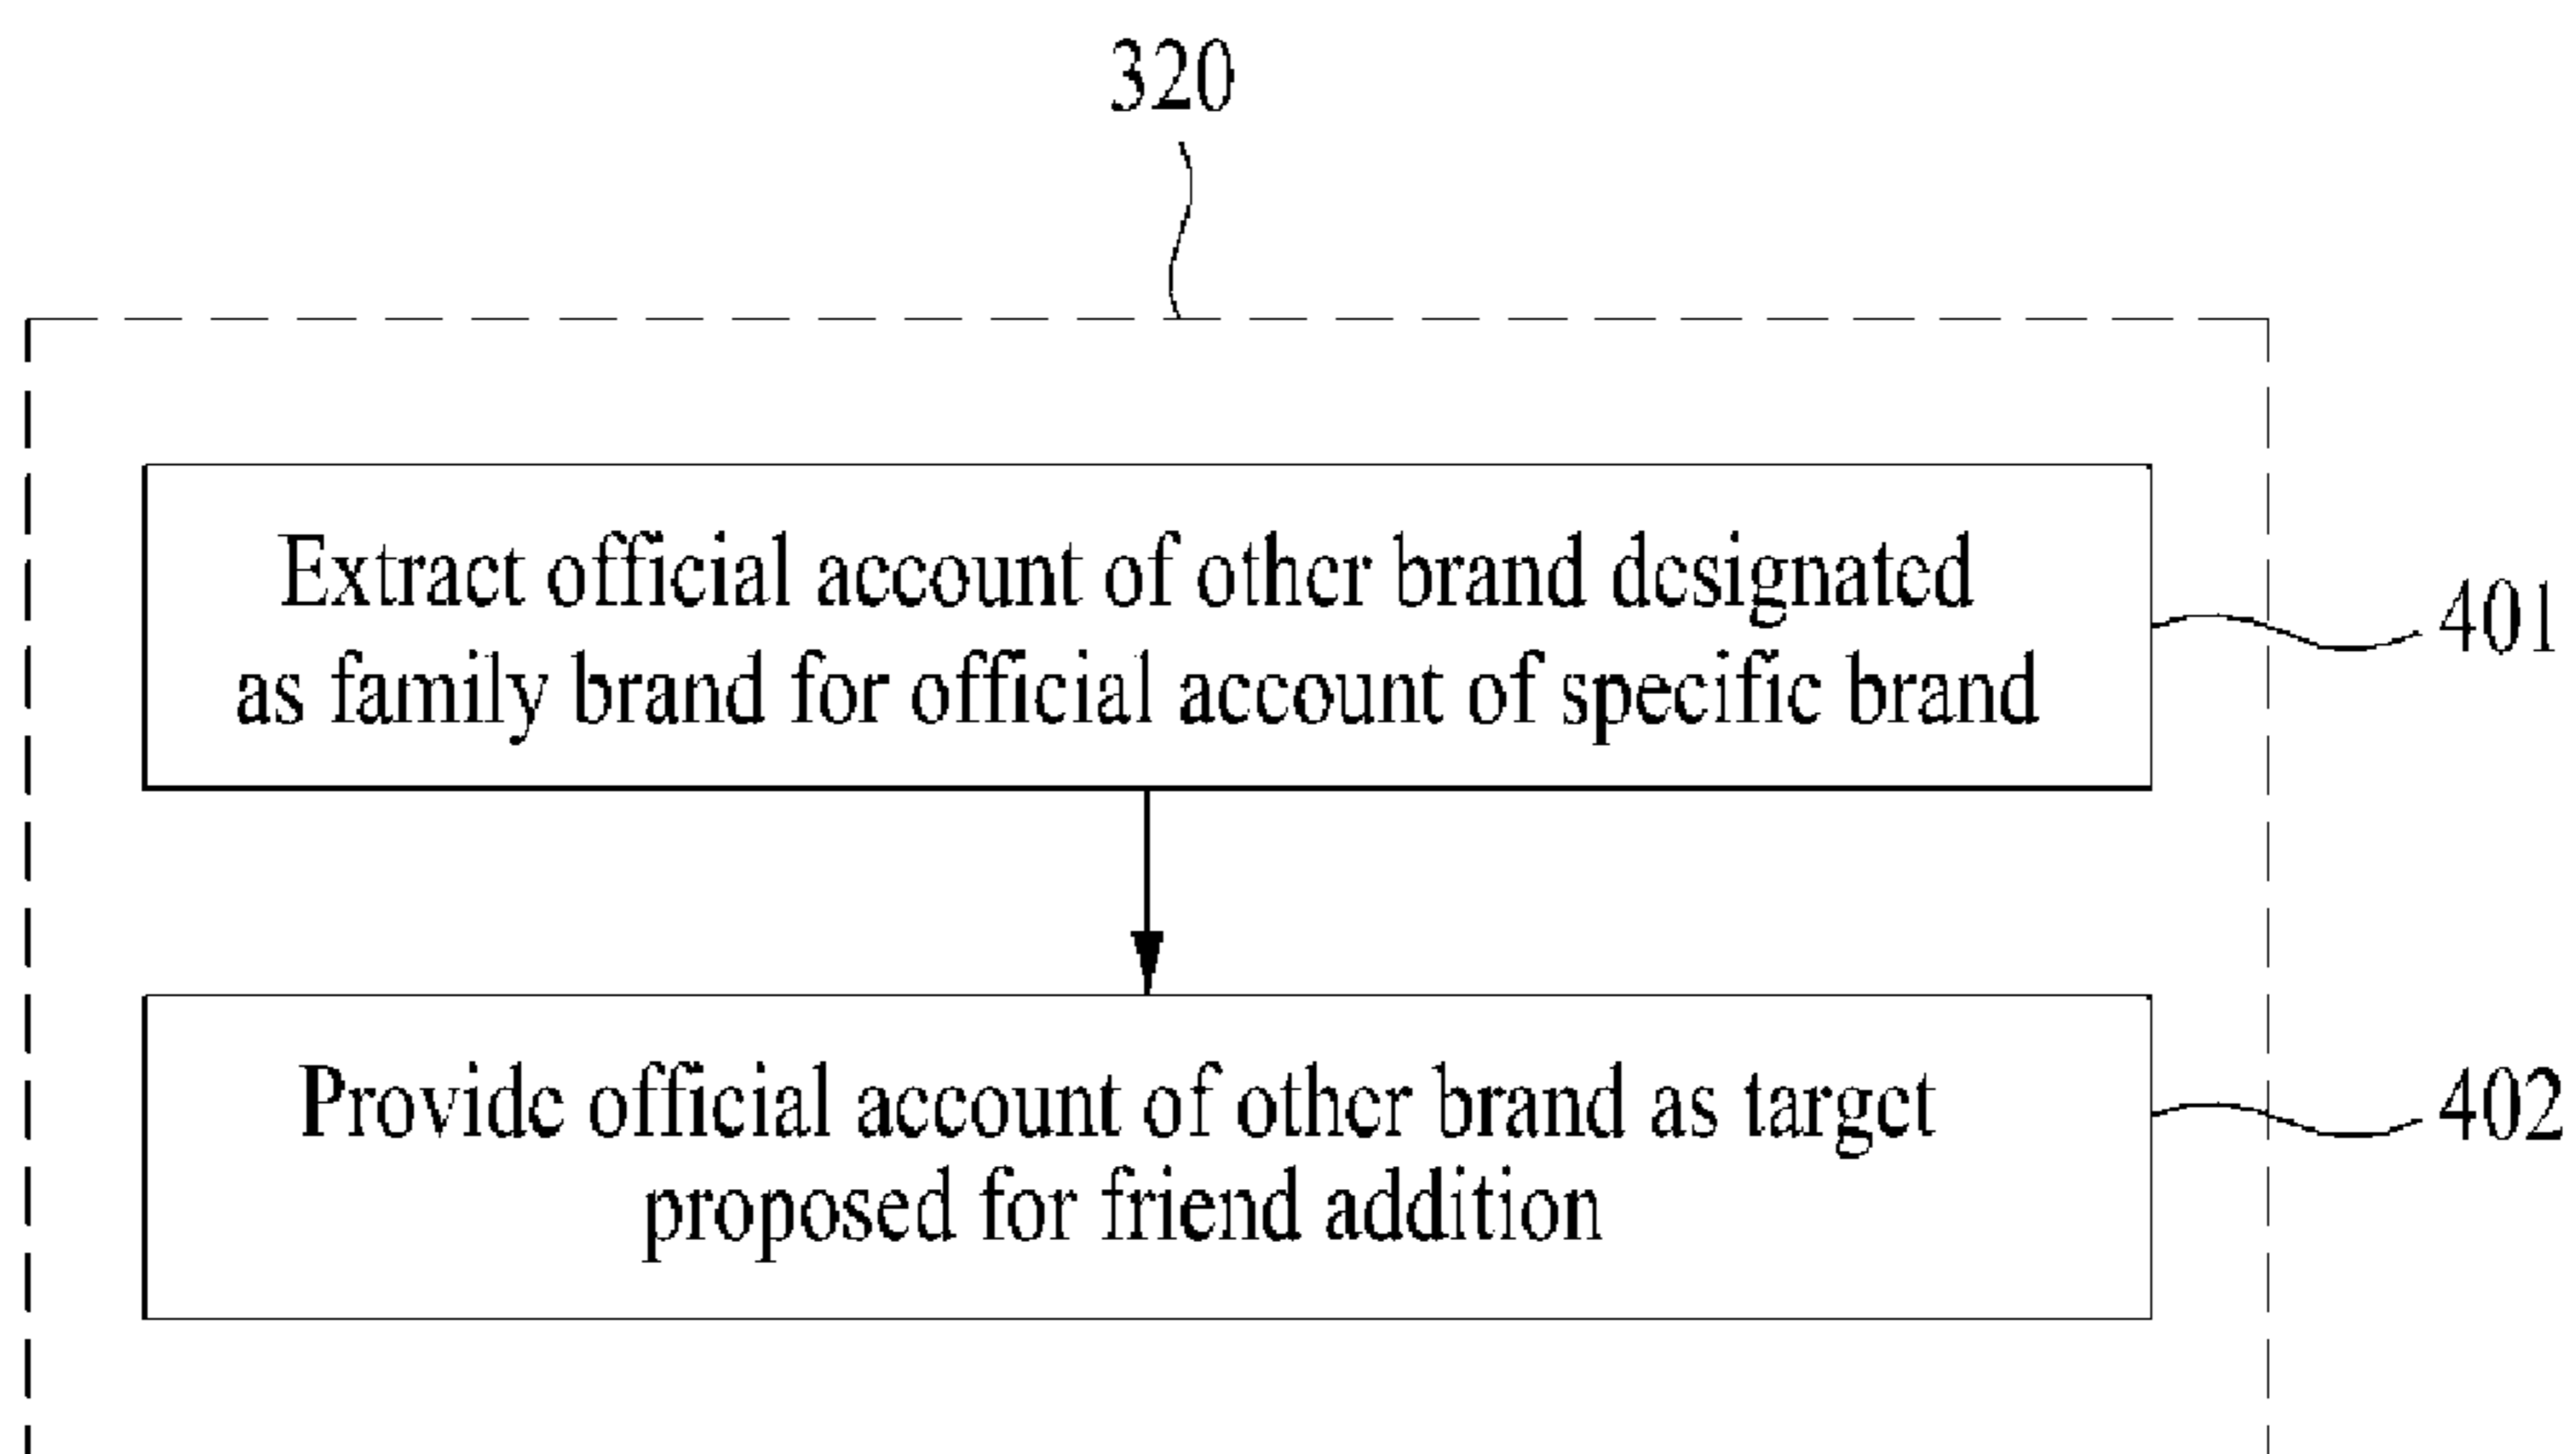 320
Extract official account of other brand designated
as family brand for official account of specific brand
401
Provide official account of other brand as target
proposed for friend addition
402